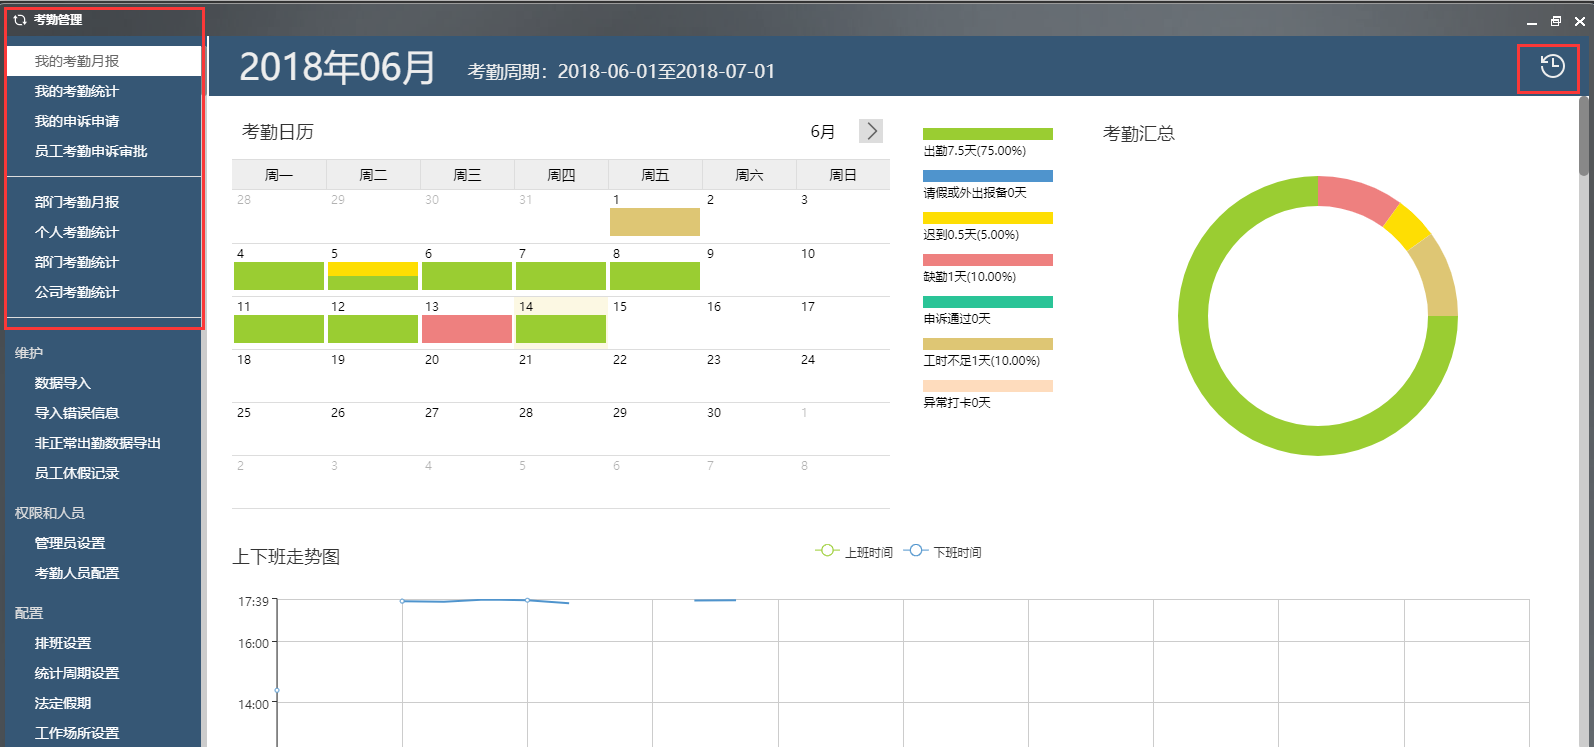 考勤管理
我的考勤月报
我的考勤统计
我的申诉申请
员工考勤申诉审批
部门考勤月报
个人考勤统计
部门考勤统计
公司考勤统计
维护
数据导入
导入错误信息
非正常出勤数据导出
员工休假记录
权限和人员
管理员设置
考勤人员配置
配置
排班设置
统计周期设置
法定假期
工作场所设置
2018年06月 考勤周期：2018-06-01至2018-07-01
考勤日历 6月
周一 周二 周三 周四 周五 周六 周日
28 29 30 31 1 2 3
4 5 6 7 8 9 10
11 12 13 14 15 16 17
18 19 20 21 22 23 24
25 26 27 28 29 30 1
2 3 4 5 6 7 8
出勤7.5天(75.00%)
请假或外出报备0天
迟到0.5天(5.00%)
缺勤1天(10.00%)
申诉通过0天
工时不足1天(10.00%)
异常打卡0天
考勤汇总
上下班走势图
上班时间 下班时间
17:39
16:00
14:00